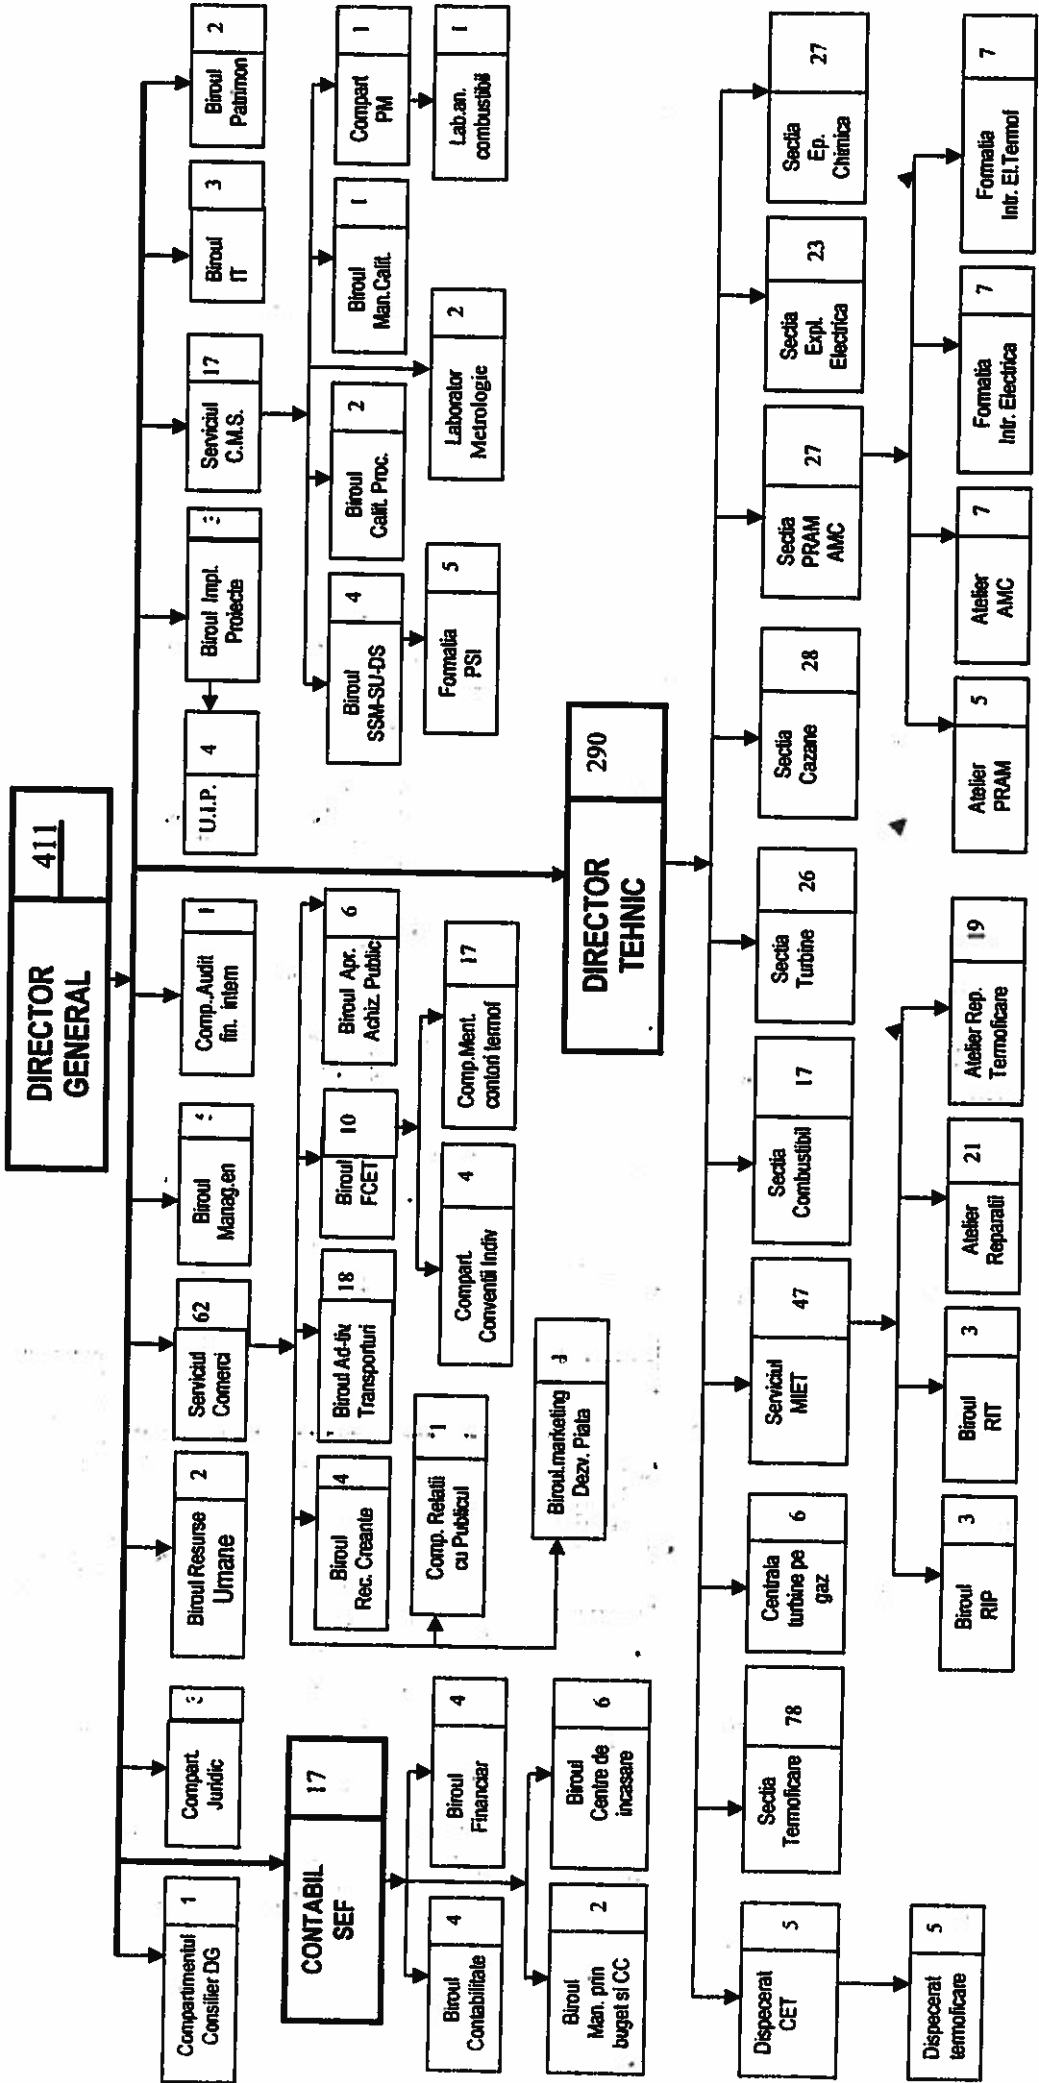 DIRECTOR
GENERAL
411
Compartimentul
Consilier DG
1
Compart.
Juridic
Biroul Resurse
Umane
2
Serviciul
Comerci
62
Biroul
Manag.en
Comp.Audit
fin. intern
1
U.I.P.
4
Biroul Impl.
Proiecte
Serviciul
C.M.S.
17
Biroul
IT
3
Biroul
Patrimon
2
CONTABIL
SEF
17
Biroul
Rec. Creante
4
Biroul Ad-tiv
Transporturi
18
Biroul
FCET
10
Biroul Apr.
Achiz. Public
6
Biroul
SSM-SU-DS
4
Biroul
Calit. Proc.
2
Biroul
Man.Calit.
1
Compart
PM
1
Biroul
Contabilitate
4
Biroul
Financiar
4
Comp. Relatii
cu Publicul
1
Compart.
Conventii Indiv
4
Comp.Ment.
contori termof
17
Formatia
PSI
5
Laborator
Metrologie
2
Lab.an.
combustibili
1
Biroul
Man. prin
buget si CC
2
Biroul
Centre de
incasare
6
Biroul.marketing
Dezv. Piata
DIRECTOR
TEHNIC
290
Dispecerat
CET
5
Sectia
Termoficare
78
Centrala
turbine pe
gaz
6
Serviciul
MIET
47
Sectia
Combustibil
17
Sectia
Turbine
26
Sectia
Cazane
28
Sectia
PRAM
AMC
27
Sectia
Expl.
Electrica
23
Sectia
Ep.
Chimica
27
Dispecerat
termoficare
5
Biroul
RIP
3
Biroul
RIT
3
Atelier
Reparatii
21
Atelier Rep.
Termoficare
19
Atelier
PRAM
5
Atelier
AMC
7
Formatia
Intr. Electrica
7
Formatia
Intr. El.Termof
7